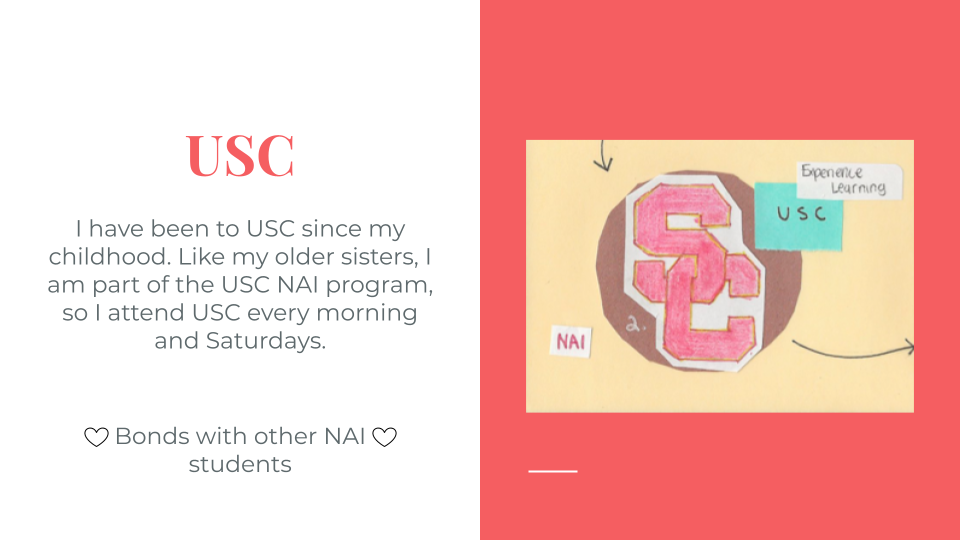 USC
I have been to USC since my
childhood. Like my older sisters, I
am part of the USC NAI program,
so I attend USC every morning
and Saturdays.
♡ Bonds with other NAI ♡
students
Experience
Learning
USC
SC
2.
NAI